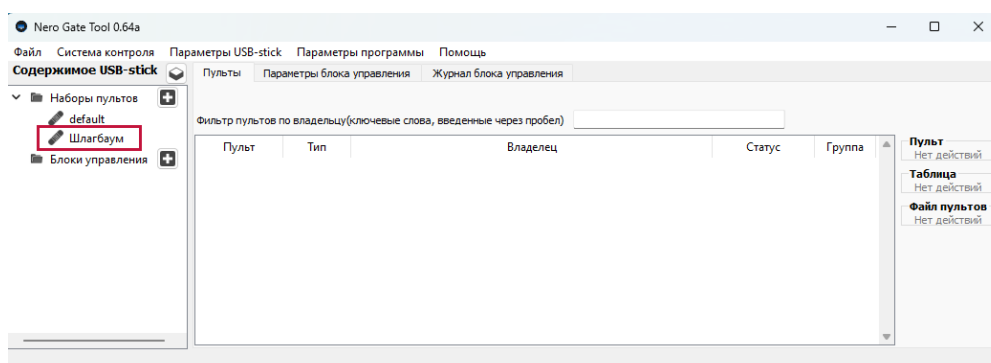 Nero Gate Tool 0.64a
Файл Система контроля Параметры USB-stick Параметры программы Помощь
Содержимое USB-stick
Пульты Параметры блока управления Журнал блока управления
Наборы пультов
default
Шлагбаум
Блоки управления
Фильтр пультов по владельцу(ключевые слова, введенные через пробел)
Пульт Тип Владелец Статус Группа
Пульт
Нет действий
Таблица
Нет действий
Файл пультов
Нет действий